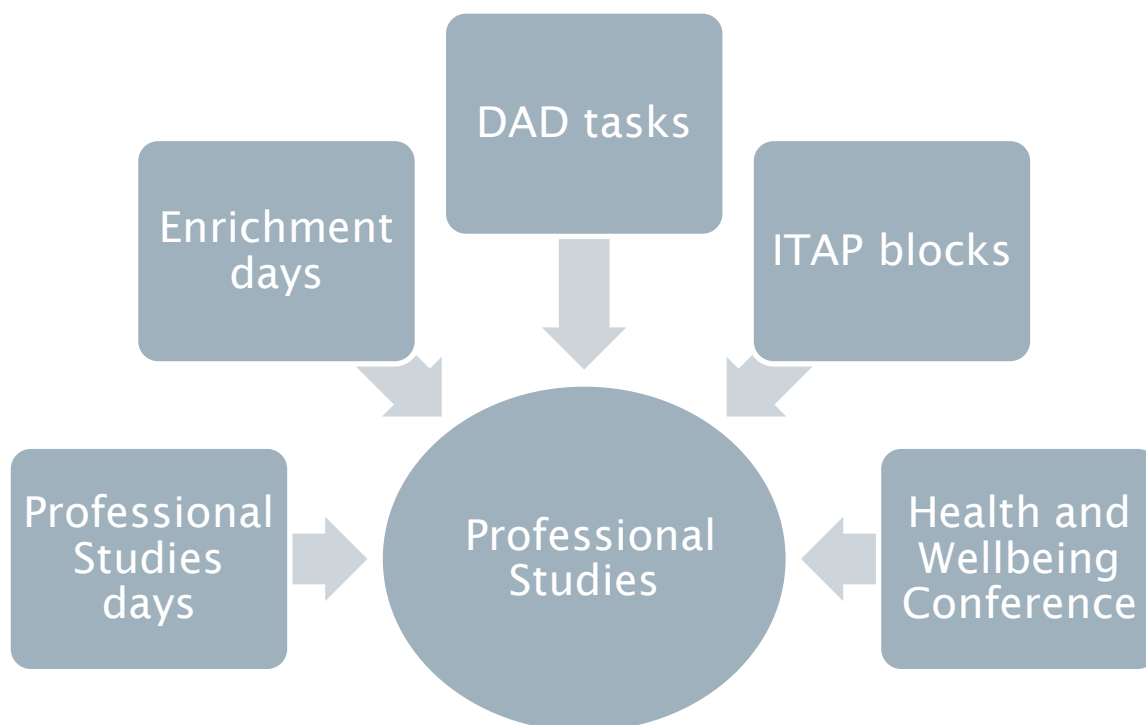 DAD tasks
Enrichment
days
ITAP blocks
Professional
Studies
days
Professional
Studies
Health and
Wellbeing
Conference